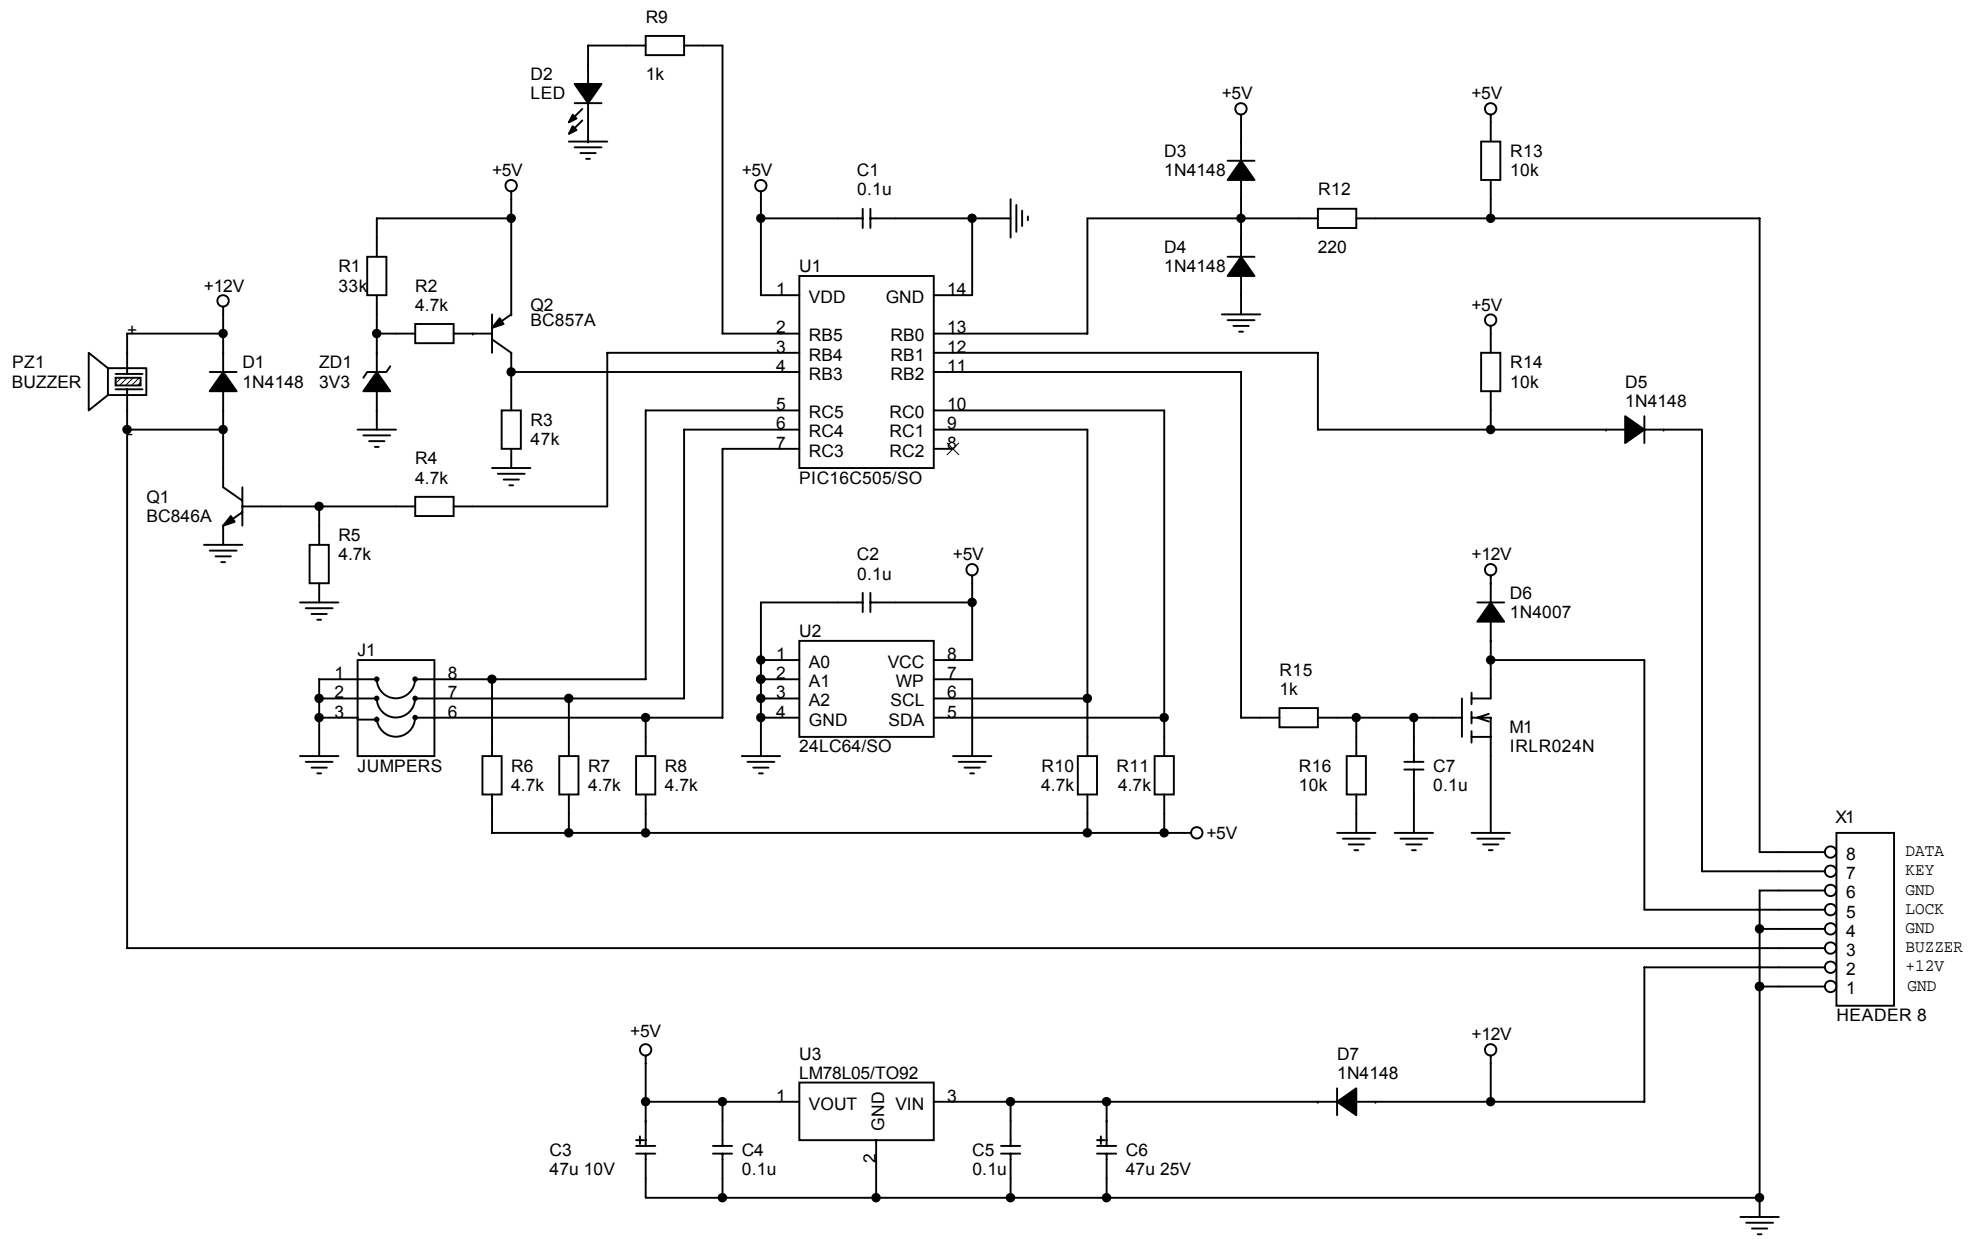 R9
1k
D2
LED
+5V
D3
1N4148
R12
220
D4
1N4148
+5V
R13
10k
+5V
R1
33k
R2
4.7k
Q2
BC857A
ZD1
3V3
R3
47k
+12V
+
PZ1
BUZZER
-
D1
1N4148
R4
4.7k
Q1
BC846A
R5
4.7k
+5V
C1
0.1u
U1
1 VDD GND 14
2 RB5 RB0 13
3 RB4 RB1 12
4 RB3 RB2 11
5 RC5 RC0 10
6 RC4 RC1 9
7 RC3 RC2 8
PIC16C505/SO
+5V
R14
10k
D5
1N4148
C2
0.1u
+5V
U2
1 A0 VCC 8
2 A1 WP 7
3 A2 SCL 6
4 GND SDA 5
24LC64/SO
J1
1 8
2 7
3 6
JUMPERS
R6
4.7k
R7
4.7k
R8
4.7k
R10
4.7k
R11
4.7k
+5V
+12V
D6
1N4007
R15
1k
R16
10k
C7
0.1u
M1
IRLR024N
X1
8 DATA
7 KEY
6 GND
5 LOCK
4 GND
3 BUZZER
2 +12V
1 GND
HEADER 8
+5V
U3
LM78L05/TO92
1 VOUT GND VIN 3
2
D7
1N4148
+12V
+
C3
47u 10V
C4
0.1u
C5
0.1u
+
C6
47u 25V